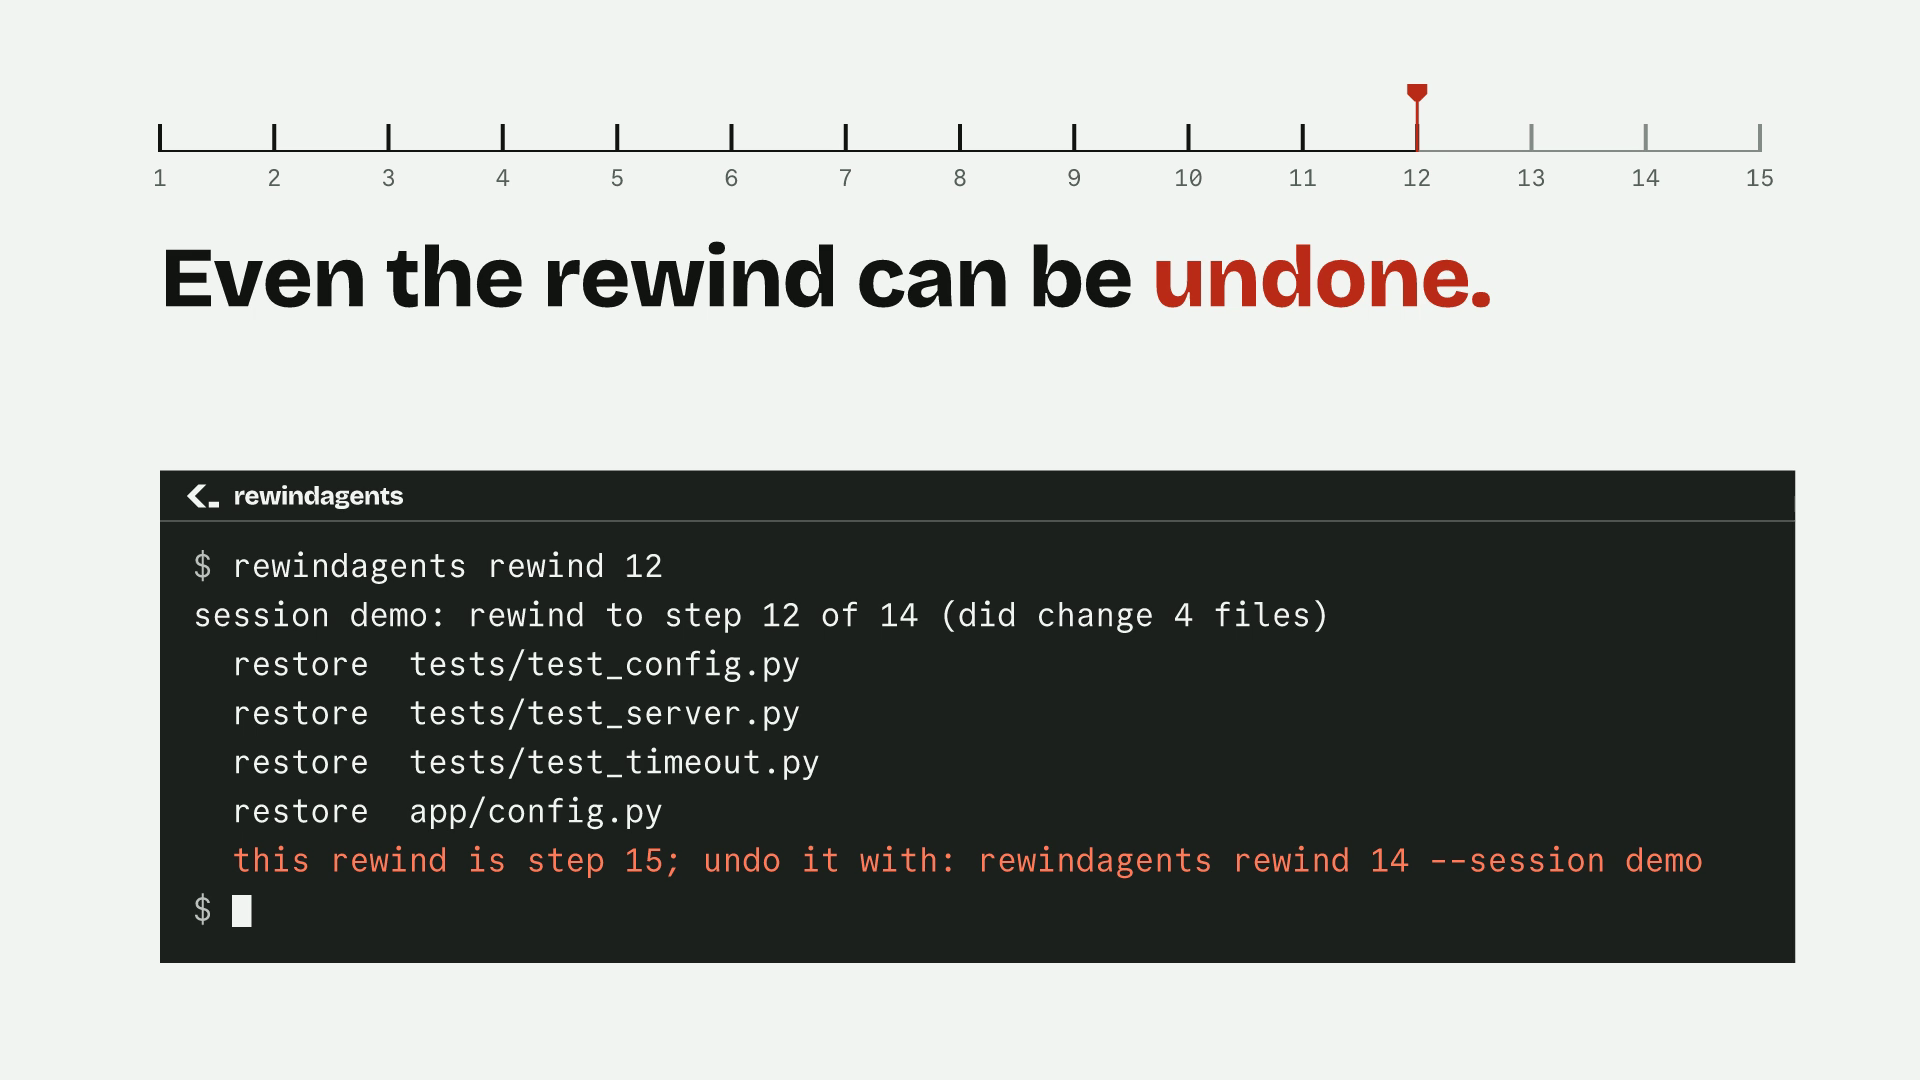 1 2 3 4 5 6 7 8 9 10 11 12 13 14 15
Even the rewind can be undone.
rewindagents
$ rewindagents rewind 12
session demo: rewind to step 12 of 14 (did change 4 files)
  restore  tests/test_config.py
  restore  tests/test_server.py
  restore  tests/test_timeout.py
  restore  app/config.py
  this rewind is step 15; undo it with: rewindagents rewind 14 --session demo
$